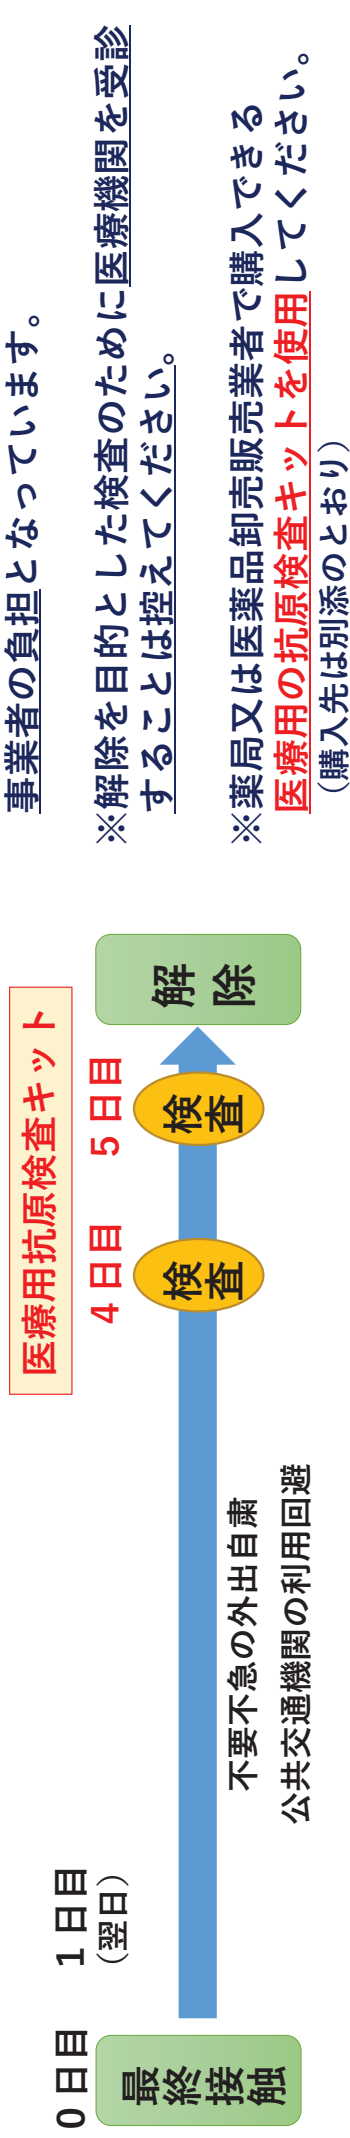 0日目
1日目
(翌日)
医療用抗原検査キット
4日目
5日目
最終
接触
検査
検査
解除
不要不急の外出自粛
公共交通機関の利用回避
事業者の負担となっています。
※解除を目的とした検査のために医療機関を受診
することは控えてください。
※薬局又は医薬品卸売販売業者で購入できる
医療用の抗原検査キットを使用してください。
(購入先は別添のとおり)